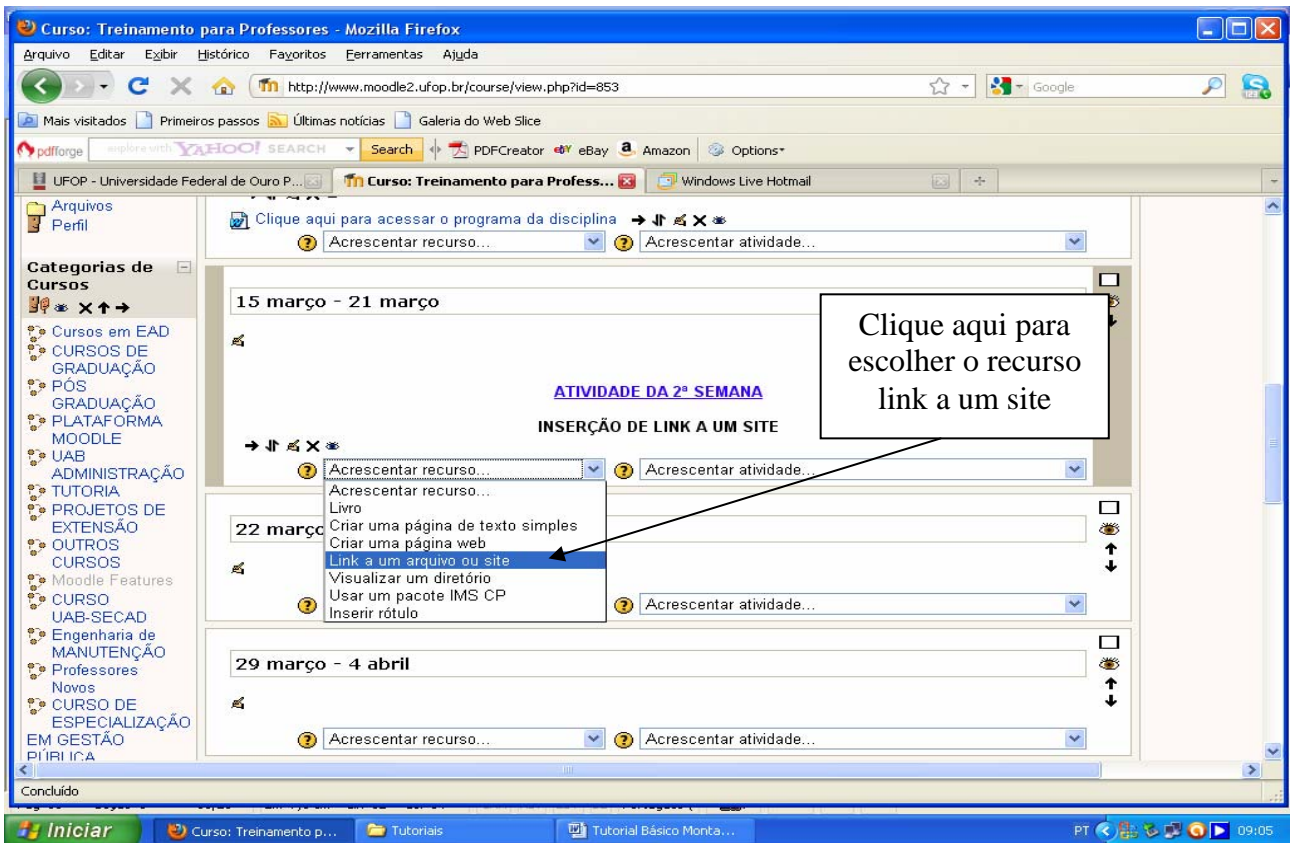 Curso: Treinamento para Professores - Mozilla Firefox
Arquivo Editar Exibir Histórico Favoritos Ferramentas Ajuda
http://www.moodle2.ufop.br/course/view.php?id=853
Google
Mais visitados Primeiros passos Últimas notícias Galeria do Web Slice
pdfforge explore with YAHOO! SEARCH Search PDFCreator eBay Amazon Options
UFOP - Universidade Federal de Ouro P... Curso: Treinamento para Profess... Windows Live Hotmail
Arquivos
Perfil
Categorias de
Cursos
Cursos em EAD
CURSOS DE
GRADUAÇÃO
PÓS
GRADUAÇÃO
PLATAFORMA
MOODLE
UAB
ADMINISTRAÇÃO
TUTORIA
PROJETOS DE
EXTENSÃO
OUTROS
CURSOS
Moodle Features
CURSO
UAB-SECAD
Engenharia de
MANUTENÇÃO
Professores
Novos
CURSO DE
ESPECIALIZAÇÃO
EM GESTÃO
PÚBLICA
Clique aqui para acessar o programa da disciplina
Acrescentar recurso... Acrescentar atividade...
15 março - 21 março
Clique aqui para
escolher o recurso
link a um site
ATIVIDADE DA 2ª SEMANA
INSERÇÃO DE LINK A UM SITE
Acrescentar recurso... Acrescentar atividade...
Acrescentar recurso...
Livro
Criar uma página de texto simples
Criar uma página web
Link a um arquivo ou site
Visualizar um diretório
Usar um pacote IMS CP
Inserir rótulo
22 março
Acrescentar atividade...
29 março - 4 abril
Acrescentar recurso... Acrescentar atividade...
Concluído
Iniciar Curso: Treinamento p... Tutoriais Tutorial Básico Monta... PT 09:05